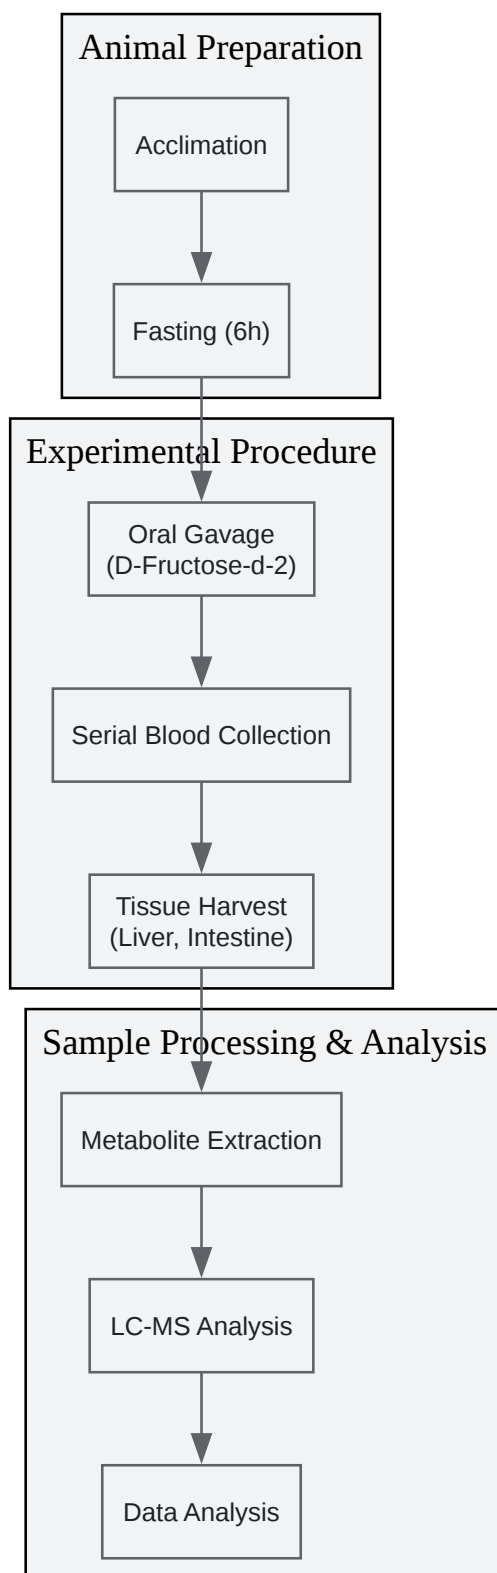 Animal Preparation
Acclimation
Fasting (6h)
Experimental Procedure
Oral Gavage
(D-Fructose-d-2)
Serial Blood Collection
Tissue Harvest
(Liver, Intestine)
Sample Processing & Analysis
Metabolite Extraction
LC-MS Analysis
Data Analysis